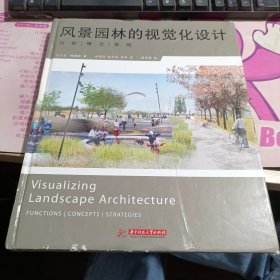 风景园林的视觉化设计
功能 | 概念 | 策略
Visualizing
Landscape Architecture
FUNCTIONS | CONCEPTS | STRATEGIES
华中科技大学出版社